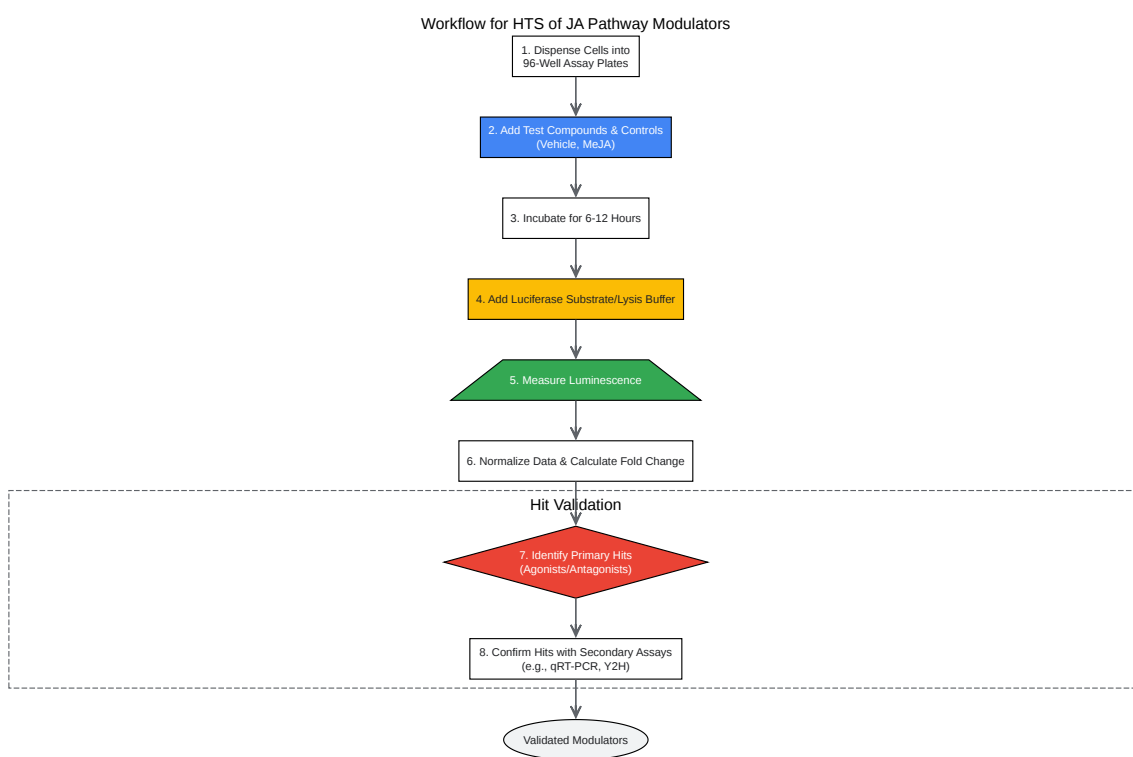 Workflow for HTS of JA Pathway Modulators
1. Dispense Cells into
96-Well Assay Plates
2. Add Test Compounds & Controls
(Vehicle, MeJA)
3. Incubate for 6-12 Hours
4. Add Luciferase Substrate/Lysis Buffer
5. Measure Luminescence
6. Normalize Data & Calculate Fold Change
Hit Validation
7. Identify Primary Hits
(Agonists/Antagonists)
8. Confirm Hits with Secondary Assays
(e.g., qRT-PCR, Y2H)
Validated Modulators